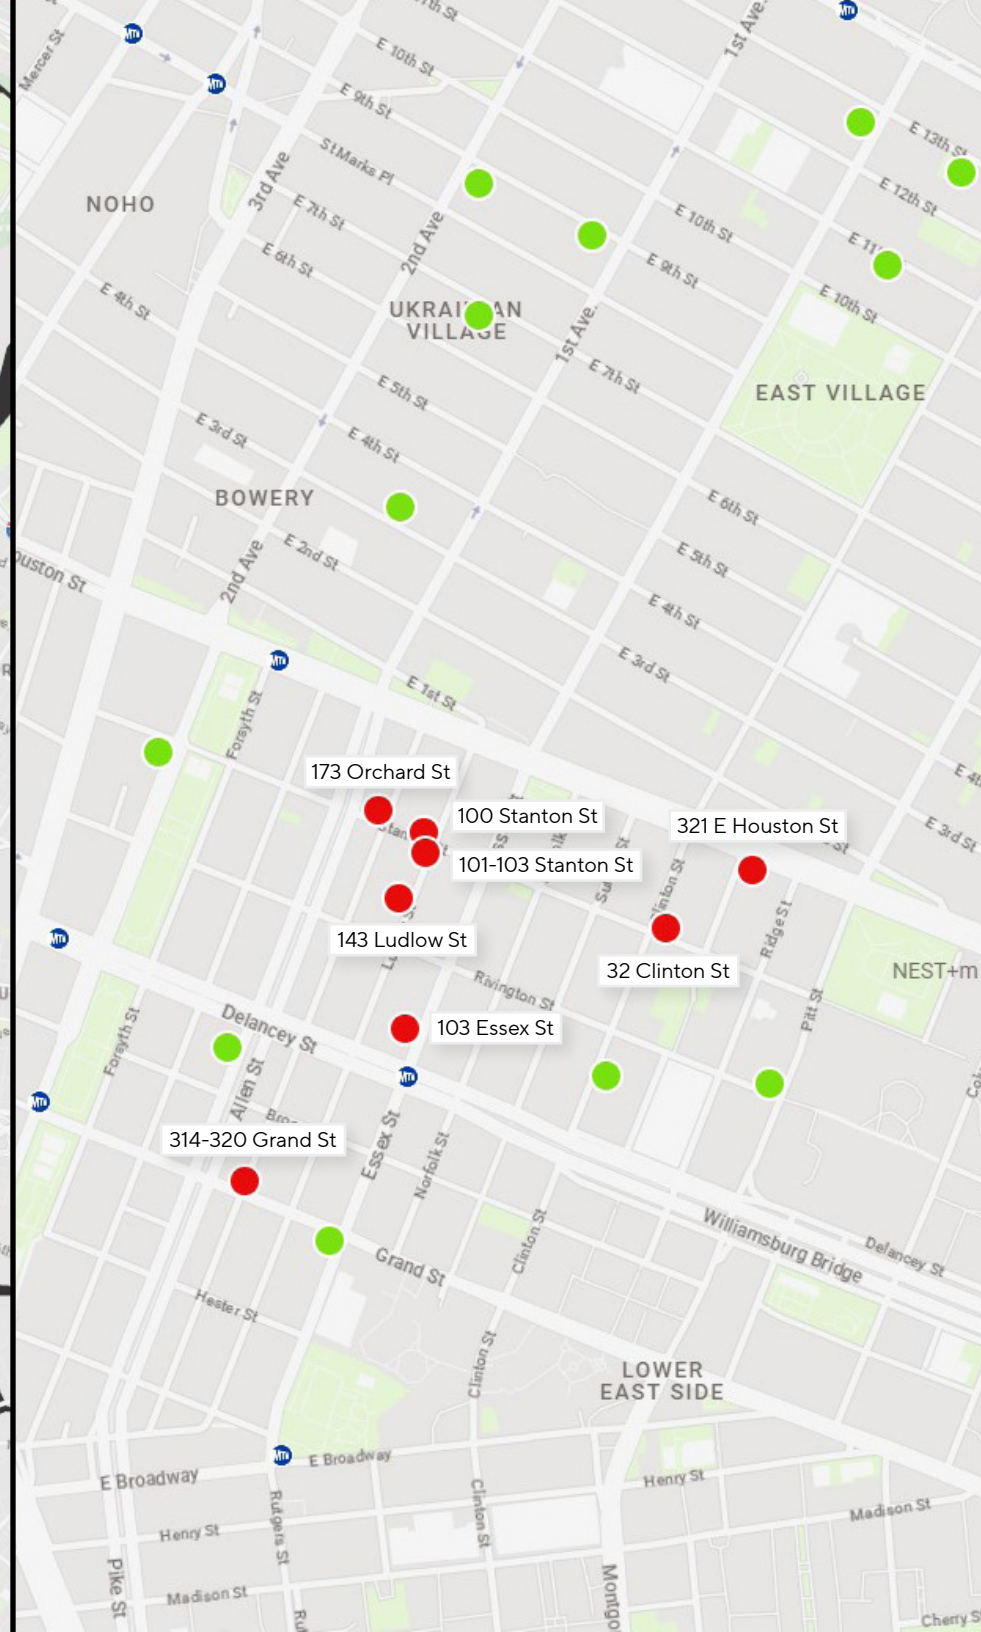 Mercer St
E 10th St
1st Ave.
E 9th St
St Marks Pl
E 13th St
3rd Ave
E 12th St
NOHO
E 7th St
2nd Ave
E 10th St
E 6th St
E 9th St
E 10th St
E 4th St
UKRAINIAN
VILLAGE
1st Ave.
E 7th St
E 5th St
EAST VILLAGE
E 3rd St
E 4th St
BOWERY
E 6th St
E 2nd St
2nd Ave
E 5th St
E 4th St
E 3rd St
E 1st St
Forsyth St
173 Orchard St
100 Stanton St
321 E Houston St
E 3rd St
101-103 Stanton St
143 Ludlow St
Ridge St
32 Clinton St
NEST+m
Rivington St
Pitt St
Delancey St
103 Essex St
Forsyth St
Allen St
314-320 Grand St
Essex St
Norfolk St
Clinton St
Williamsburg Bridge
Delancey St
Grand St
Hester St
Clinton St
LOWER
EAST SIDE
E Broadway
E Broadway
Henry St
Clinton St
Rutgers St
Madison St
Henry St
Pike St
Madison St
Montgo
Cherry S